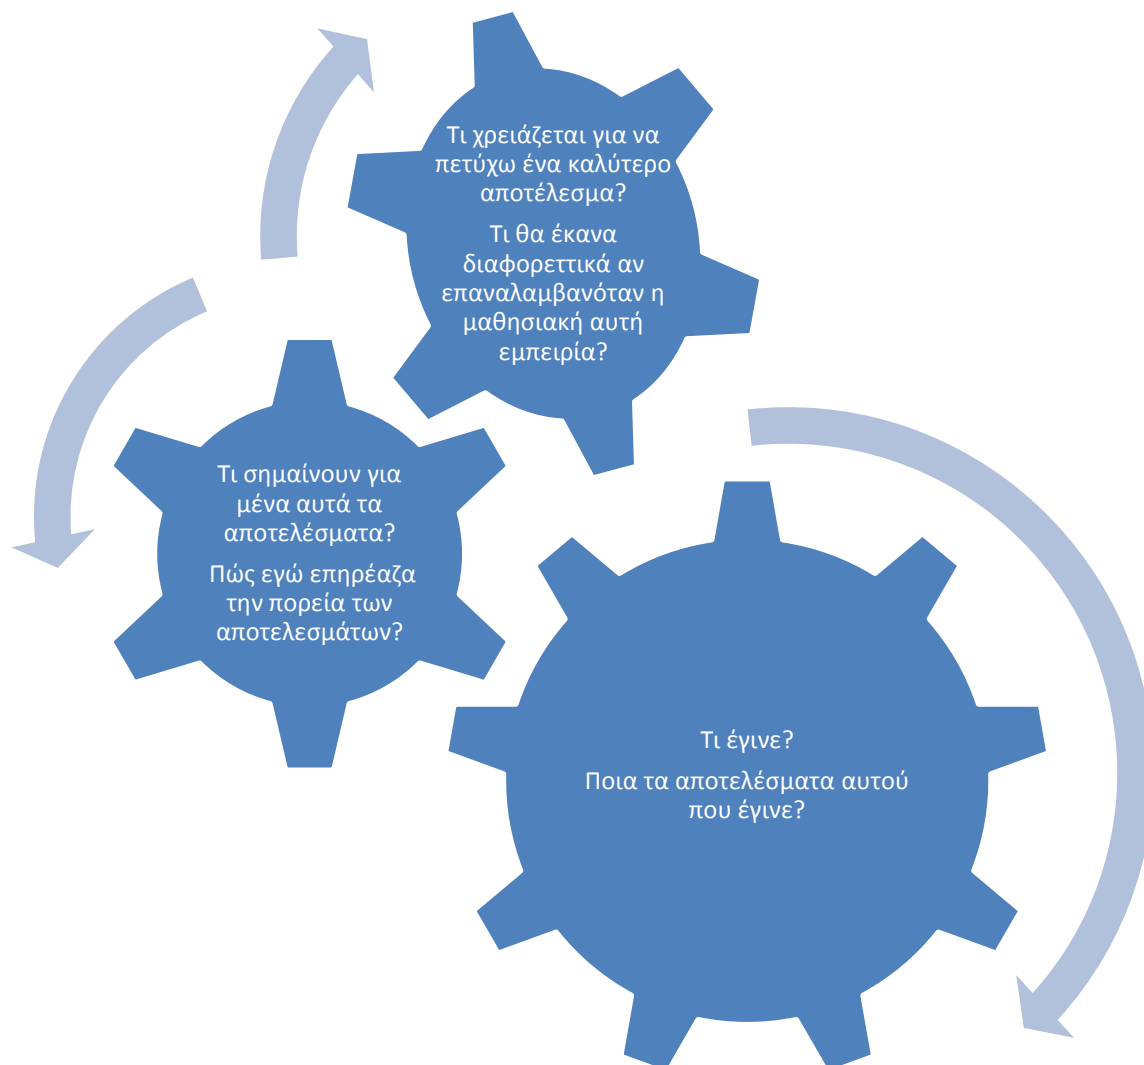 Τι χρειάζεται για να
πετύχω ένα καλύτερο
αποτέλεσμα?
Τι θα έκανα
διαφορεττικά αν
επαναλαμβανόταν η
μαθησιακή αυτή
εμπειρία?
Τι σημαίνουν για
μένα αυτά τα
αποτελέσματα?
Πώς εγώ επηρέαζα
την πορεία των
αποτελεσμάτων?
Τι έγινε?
Ποια τα αποτελέσματα αυτού
που έγινε?